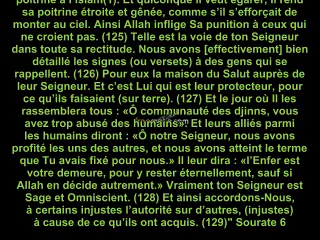 poitrine à l'Islam(1). Et quiconque Il veut égarer, Il rend
sa poitrine étroite et gênée, comme s'il s'efforçait de
monter au ciel. Ainsi Allah inflige Sa punition à ceux qui
ne croient pas. (125) Telle est la voie de ton Seigneur
dans toute sa rectitude. Nous avons [effectivement] bien
détaillé les signes (ou versets) à des gens qui se
rappellent. (126) Pour eux la maison du Salut auprès de
leur Seigneur. Et c'est Lui qui est leur protecteur, pour
ce qu'ils faisaient (sur terre). (127) Et le jour où Il les
rassemblera tous : «Ô communauté des djinns, vous
avez trop abusé des humains». Et leurs alliés parmi
les humains diront : «Ô notre Seigneur, nous avons
profité les uns des autres, et nous avons atteint le terme
que Tu avais fixé pour nous.» Il leur dira : «l'Enfer est
votre demeure, pour y rester éternellement, sauf si
Allah en décide autrement.» Vraiment ton Seigneur est
Sage et Omniscient. (128) Et ainsi accordons-Nous,
à certains injustes l'autorité sur d'autres, (injustes)
à cause de ce qu'ils ont acquis. (129)" Sourate 6